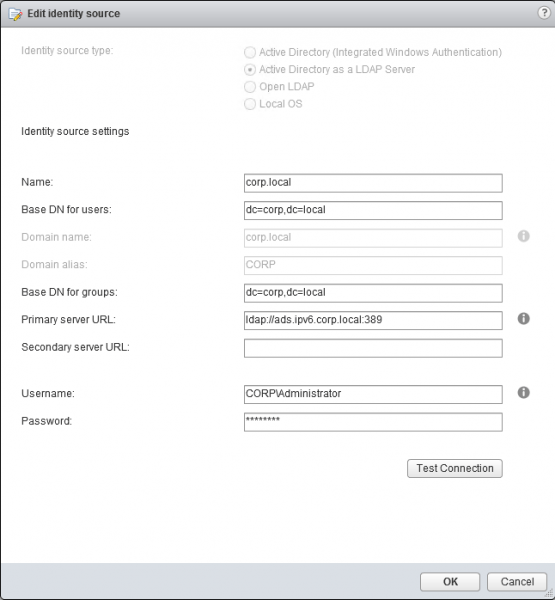 Edit identity source
?
Identity source type:
Active Directory (Integrated Windows Authentication)
Active Directory as a LDAP Server
Open LDAP
Local OS
Identity source settings
Name: corp.local
Base DN for users: dc=corp,dc=local
Domain name: corp.local
Domain alias: CORP
Base DN for groups: dc=corp,dc=local
Primary server URL: ldap://ads.ipv6.corp.local:389
Secondary server URL:
Username: CORP\Administrator
Password: ********
Test Connection
OK Cancel